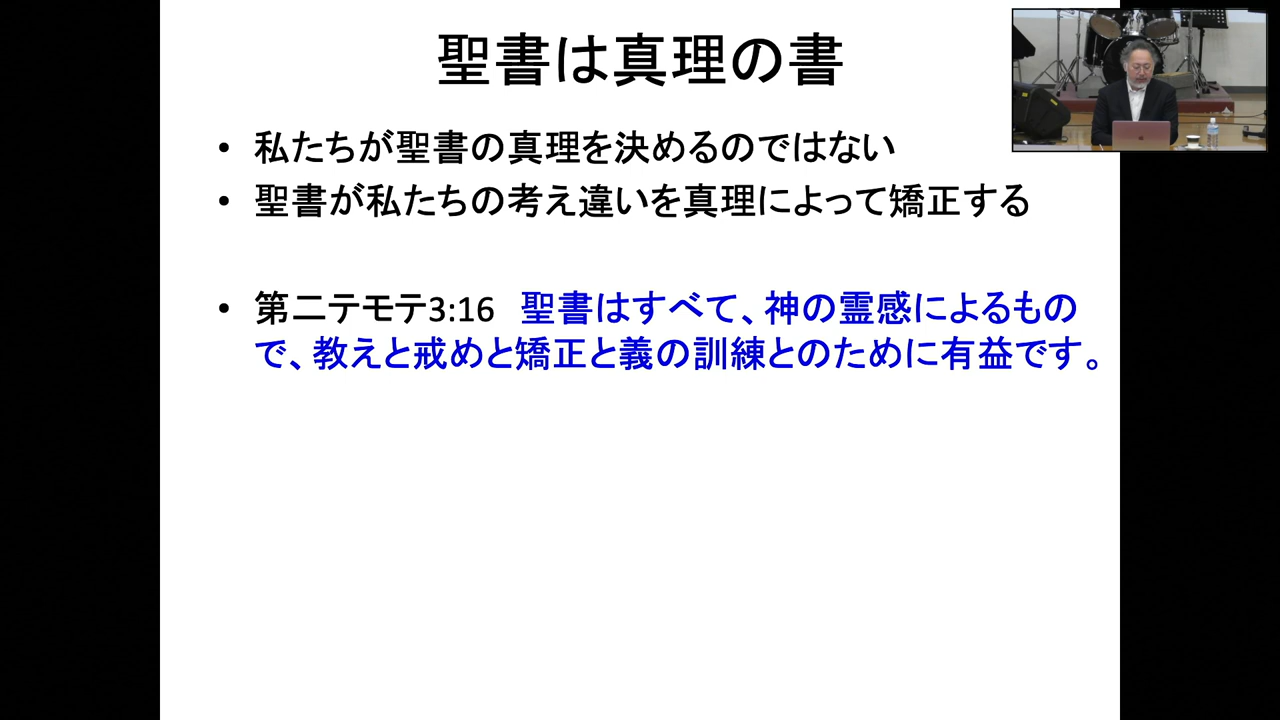 聖書は真理の書
• 私たちが聖書の真理を決めるのではない
• 聖書が私たちの考え違いを真理によって矯正する
• 第二テモテ3:16 聖書はすべて、神の霊感によるもの
で、教えと戒めと矯正と義の訓練とのために有益です。